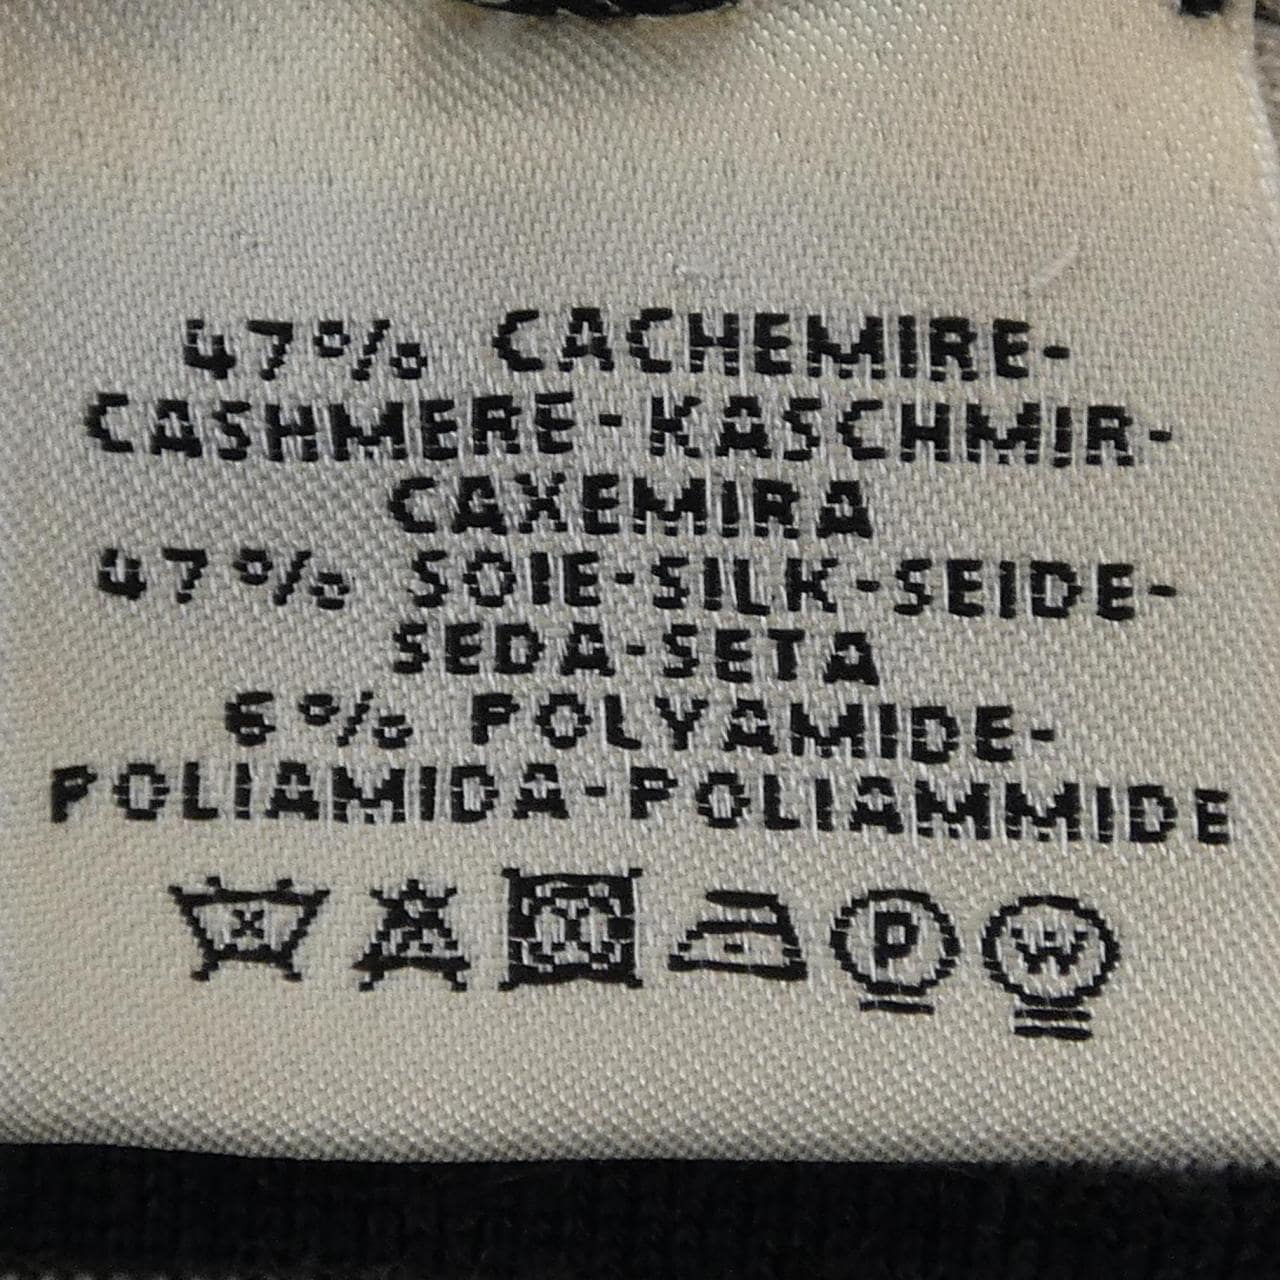 47% CACHEMIRE-
CASHMERE-KASCHMIR-
CAXEMIRA
47% SOIE-SILK-SEIDE-
SEDA-SETA
6% POLYAMIDE-
POLIAMIDA-POLIAMMIDE
P W